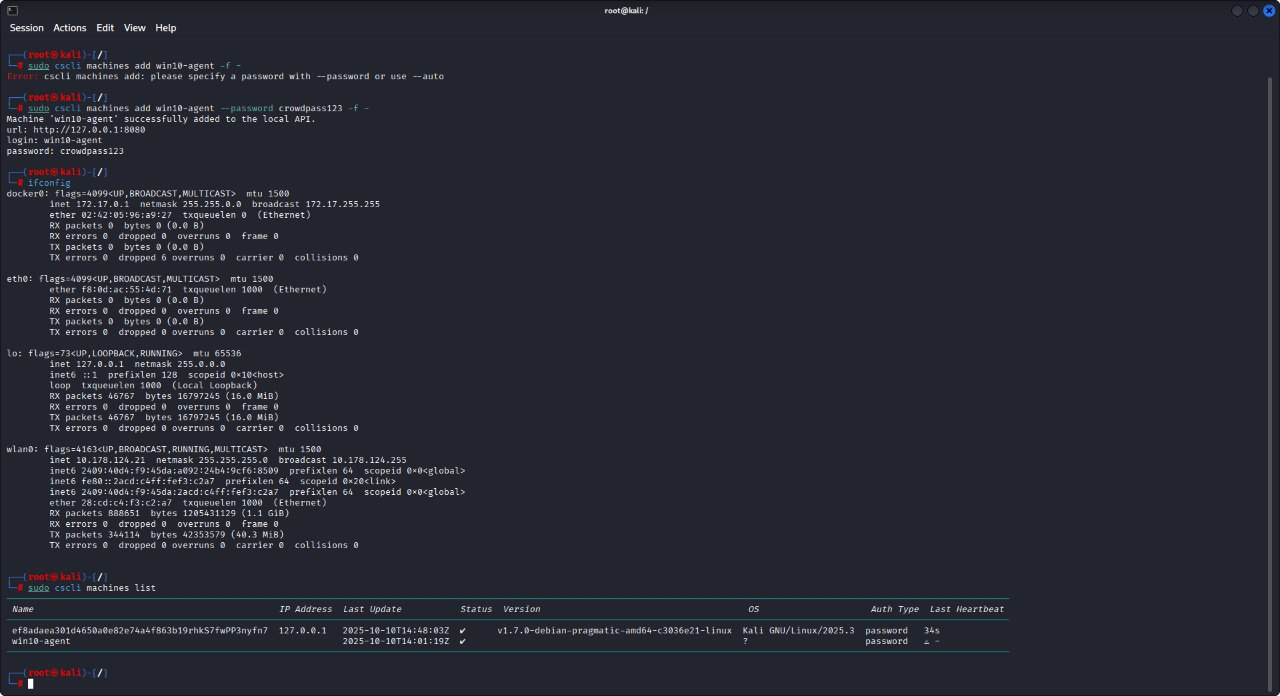 root@kali: /
Session Actions Edit View Help
┌──(root㉿kali)-[/]
└─# sudo cscli machines add win10-agent -f -
Error: cscli machines add: please specify a password with --password or use --auto
┌──(root㉿kali)-[/]
└─# sudo cscli machines add win10-agent --password crowdpass123 -f -
Machine 'win10-agent' successfully added to the local API.
url: http://127.0.0.1:8080
login: win10-agent
password: crowdpass123
┌──(root㉿kali)-[/]
└─# ifconfig
docker0: flags=4099<UP,BROADCAST,MULTICAST>  mtu 1500
        inet 172.17.0.1  netmask 255.255.0.0  broadcast 172.17.255.255
        ether 02:42:05:96:a9:27  txqueuelen 0  (Ethernet)
        RX packets 0  bytes 0 (0.0 B)
        RX errors 0  dropped 0  overruns 0  frame 0
        TX packets 0  bytes 0 (0.0 B)
        TX errors 0  dropped 6 overruns 0  carrier 0  collisions 0
eth0: flags=4099<UP,BROADCAST,MULTICAST>  mtu 1500
        ether f8:0d:ac:55:4d:71  txqueuelen 1000  (Ethernet)
        RX packets 0  bytes 0 (0.0 B)
        RX errors 0  dropped 0  overruns 0  frame 0
        TX packets 0  bytes 0 (0.0 B)
        TX errors 0  dropped 0 overruns 0  carrier 0  collisions 0
lo: flags=73<UP,LOOPBACK,RUNNING>  mtu 65536
        inet 127.0.0.1  netmask 255.0.0.0
        inet6 ::1  prefixlen 128  scopeid 0×10<host>
        loop  txqueuelen 1000  (Local Loopback)
        RX packets 46767  bytes 16797245 (16.0 MiB)
        RX errors 0  dropped 0  overruns 0  frame 0
        TX packets 46767  bytes 16797245 (16.0 MiB)
        TX errors 0  dropped 0 overruns 0  carrier 0  collisions 0
wlan0: flags=4163<UP,BROADCAST,RUNNING,MULTICAST>  mtu 1500
        inet 10.178.124.21  netmask 255.255.255.0  broadcast 10.178.124.255
        inet6 2409:40d4:f9:45da:a092:24b4:9cf6:8509  prefixlen 64  scopeid 0×0<global>
        inet6 fe80::2acd:c4ff:fef3:c2a7  prefixlen 64  scopeid 0×20<link>
        inet6 2409:40d4:f9:45da:2acd:c4ff:fef3:c2a7  prefixlen 64  scopeid 0×0<global>
        ether 28:cd:c4:f3:c2:a7  txqueuelen 1000  (Ethernet)
        RX packets 888651  bytes 1205431129 (1.1 GiB)
        RX errors 0  dropped 0  overruns 0  frame 0
        TX packets 344114  bytes 42353579 (40.3 MiB)
        TX errors 0  dropped 0 overruns 0  carrier 0  collisions 0
┌──(root㉿kali)-[/]
└─# sudo cscli machines list
Name IP Address Last Update Status Version OS Auth Type Last Heartbeat
ef8adaea301d4650a0e82e74a4f863b19rhkS7fwPP3nyfn7 127.0.0.1 2025-10-10T14:48:03Z ✔ v1.7.0-debian-pragmatic-amd64-c3036e21-linux Kali GNU/Linux/2025.3 password 34s
win10-agent 2025-10-10T14:01:19Z ✔ ? password ⚠ -
┌──(root㉿kali)-[/]
└─#